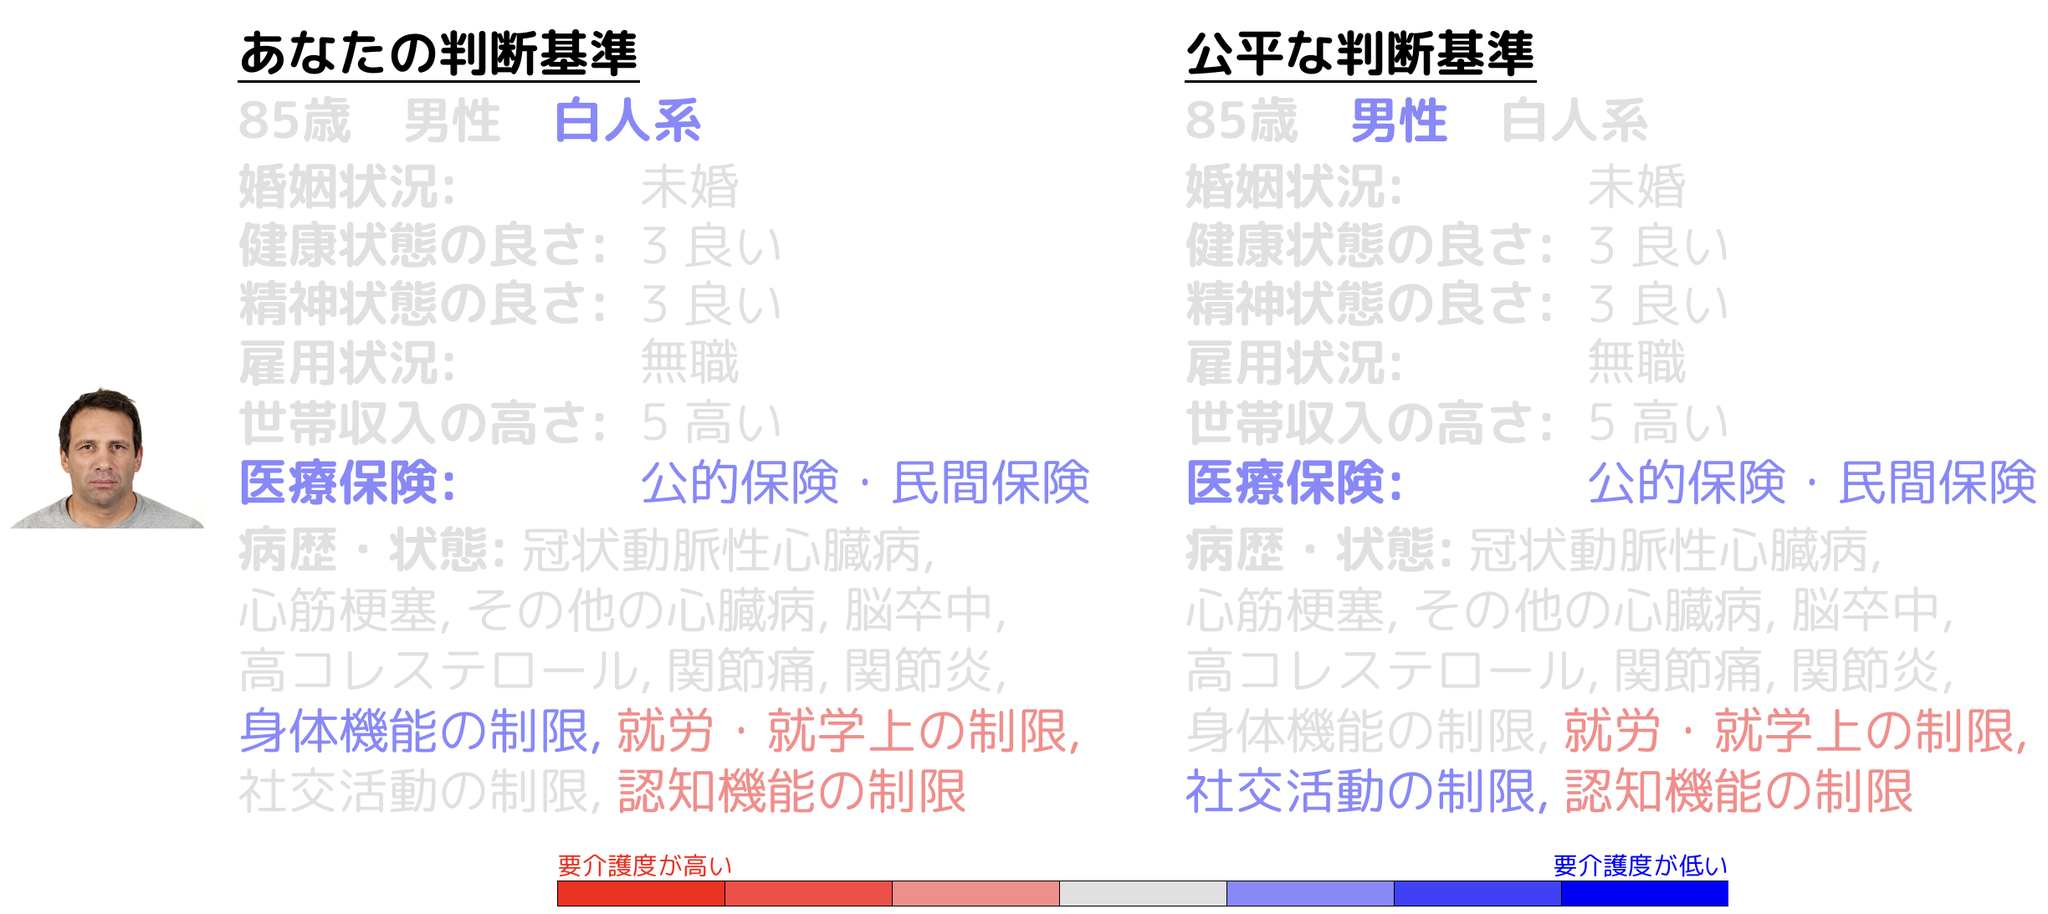 あなたの判断基準
85歳 男性 白人系
婚姻状況: 未婚
健康状態の良さ: 3 良い
精神状態の良さ: 3 良い
雇用状況: 無職
世帯収入の高さ: 5 高い
医療保険: 公的保険・民間保険
病歴・状態: 冠状動脈性心臓病,
心筋梗塞, その他の心臓病, 脳卒中,
高コレステロール, 関節痛, 関節炎,
身体機能の制限, 就労・就学上の制限,
社交活動の制限, 認知機能の制限
公平な判断基準
85歳 男性 白人系
婚姻状況: 未婚
健康状態の良さ: 3 良い
精神状態の良さ: 3 良い
雇用状況: 無職
世帯収入の高さ: 5 高い
医療保険: 公的保険・民間保険
病歴・状態: 冠状動脈性心臓病,
心筋梗塞, その他の心臓病, 脳卒中,
高コレステロール, 関節痛, 関節炎,
身体機能の制限, 就労・就学上の制限,
社交活動の制限, 認知機能の制限
要介護度が高い
要介護度が低い